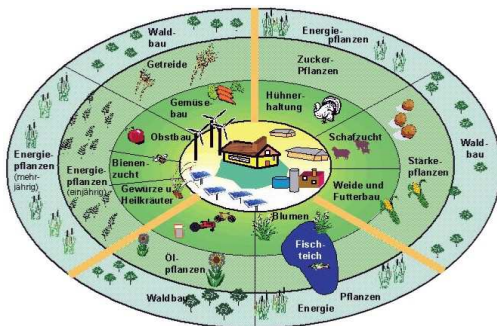 Wald-
bau
Energie-
pflanzen
Getreide
Zucker-
Pflanzen
Gemüse-
bau
Hühner-
haltung
Obstbau
Schafzucht
Wald-
bau
Energie-
pflanzen
(mehr-
jährig)
Energie-
pflanzen
(einjährig)
Bienen-
zucht
Stärke-
pflanzen
Gewürze u
Heilkräuter
Weide und
Futterbau
Blumen
Fisch-
teich
Öl-
pflanzen
Waldbau
Energie
Pflanzen